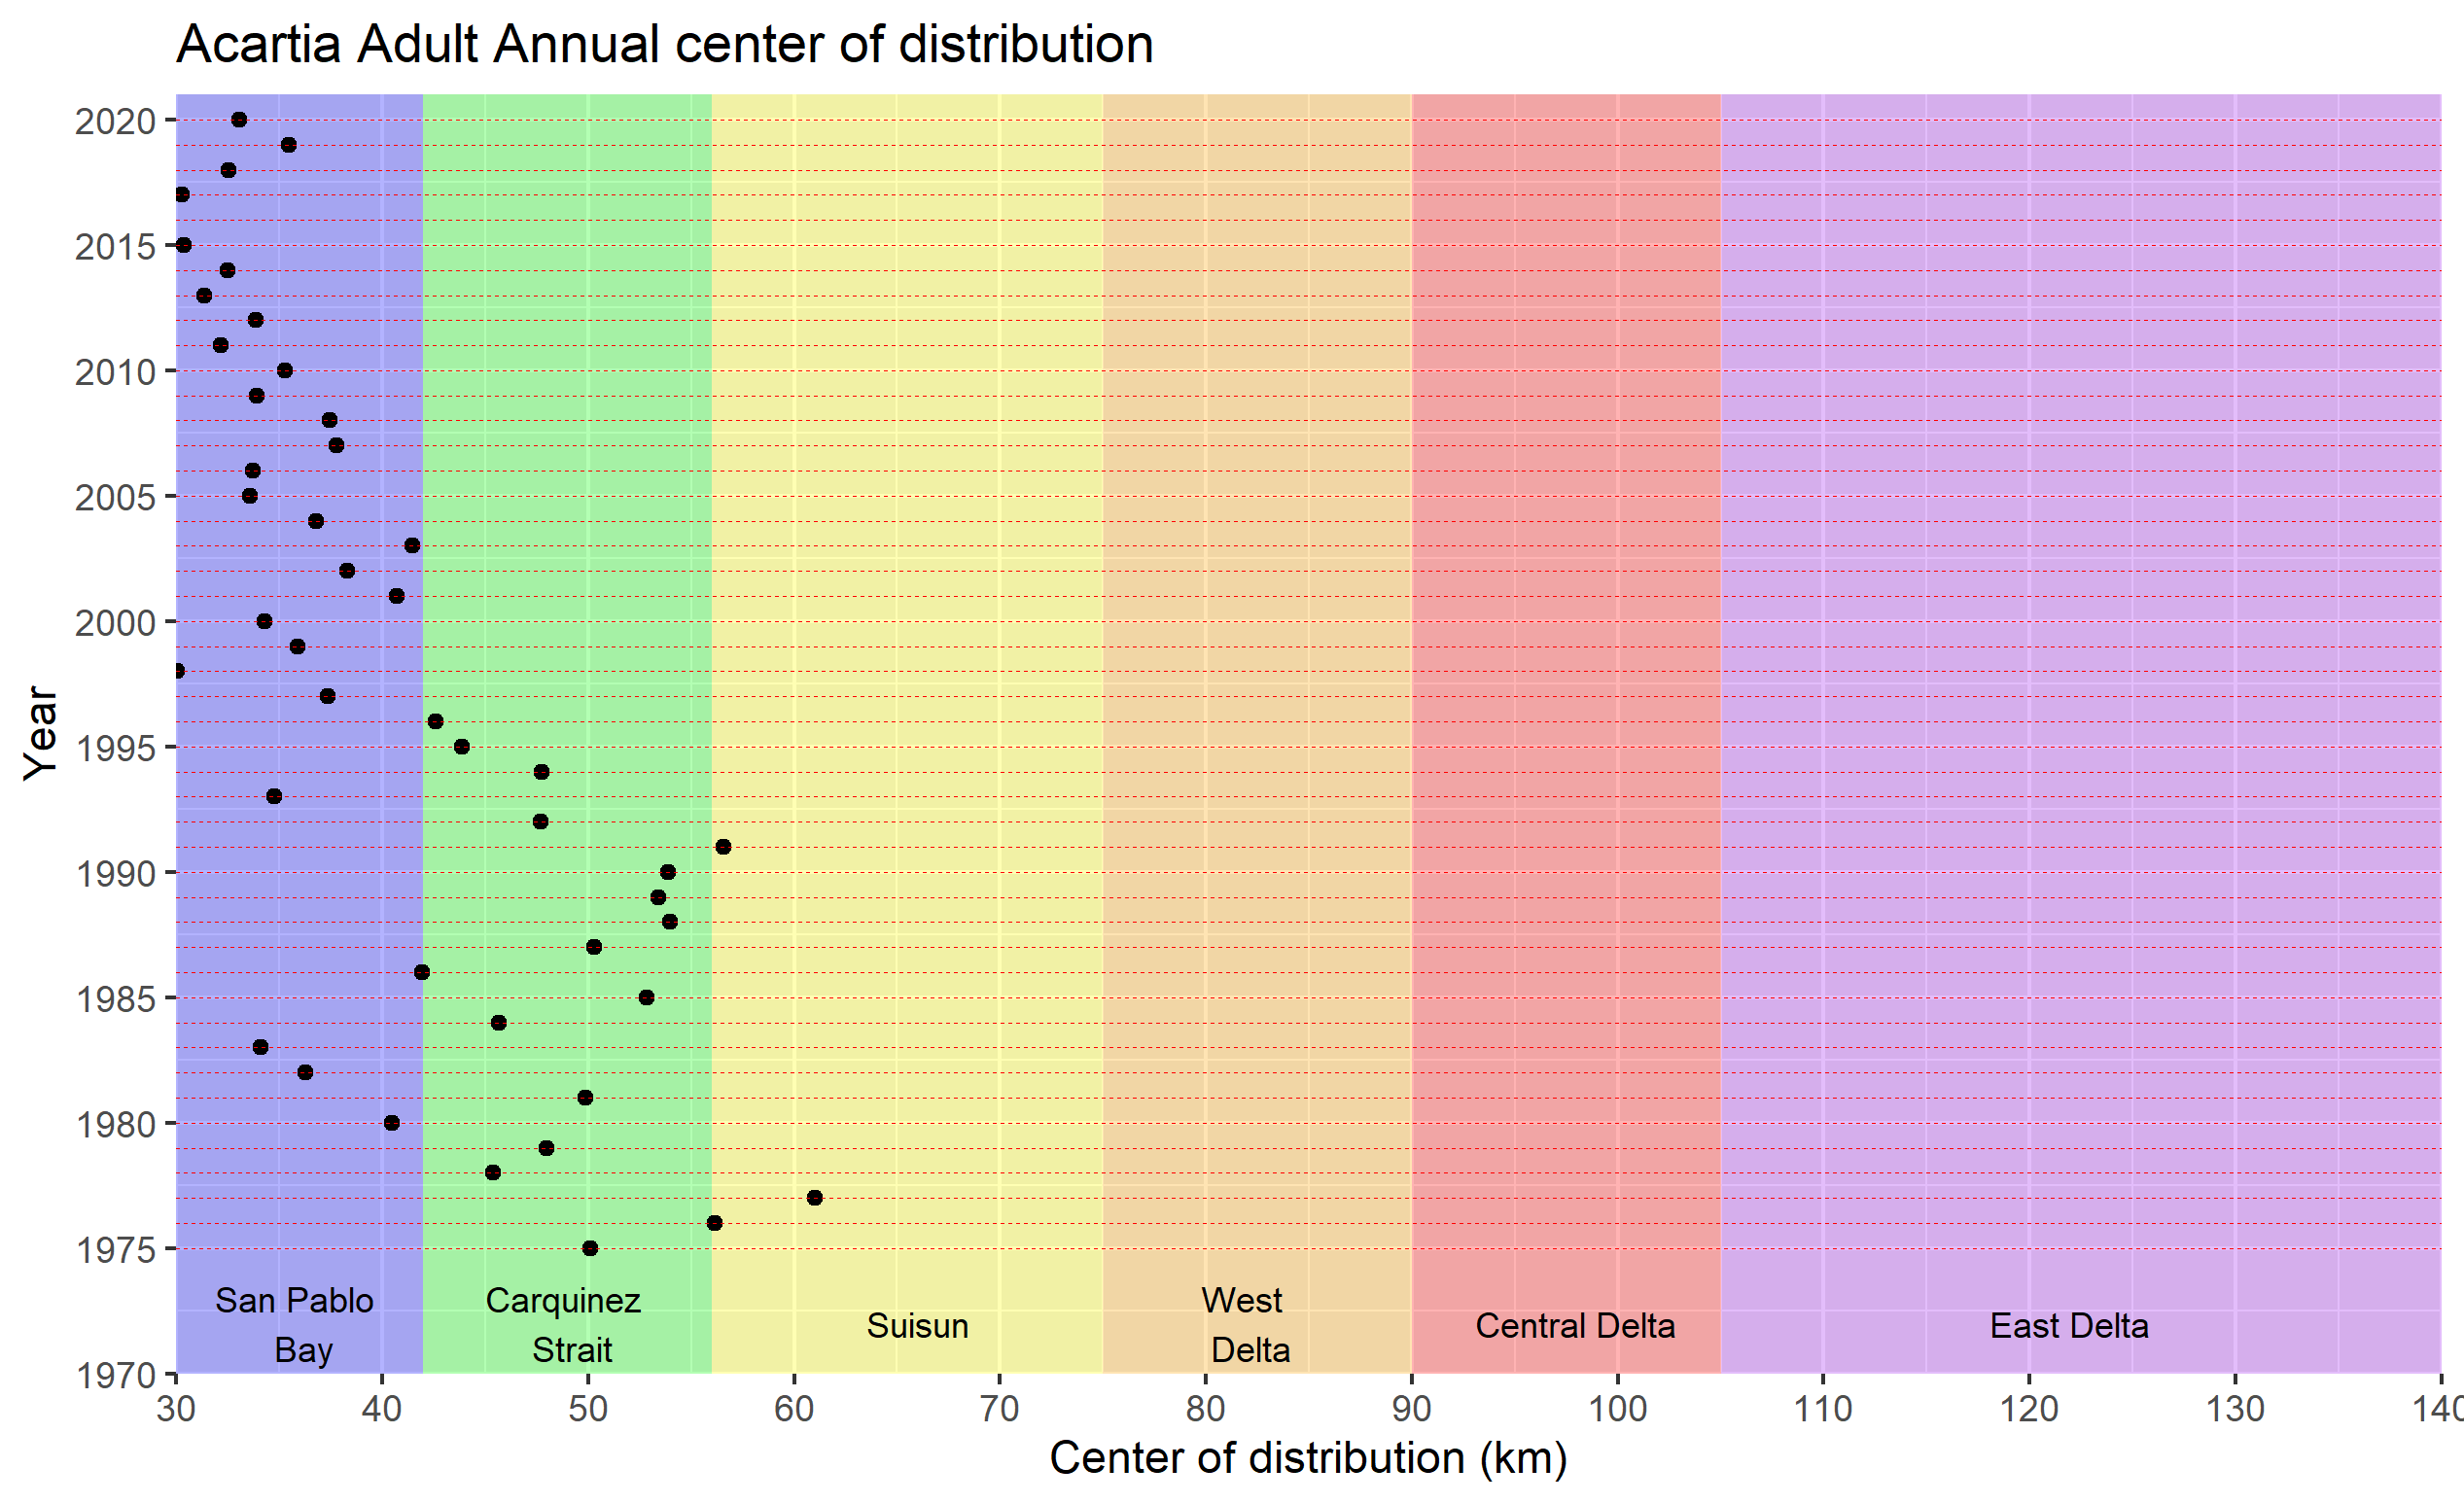 Acartia Adult Annual center of distribution
2020
2015
2010
2005
2000
1995
1990
1985
1980
1975
1970
Year
San Pablo
Bay
Carquinez
Strait
Suisun
West
Delta
Central Delta
East Delta
30 40 50 60 70 80 90 100 110 120 130 140
Center of distribution (km)